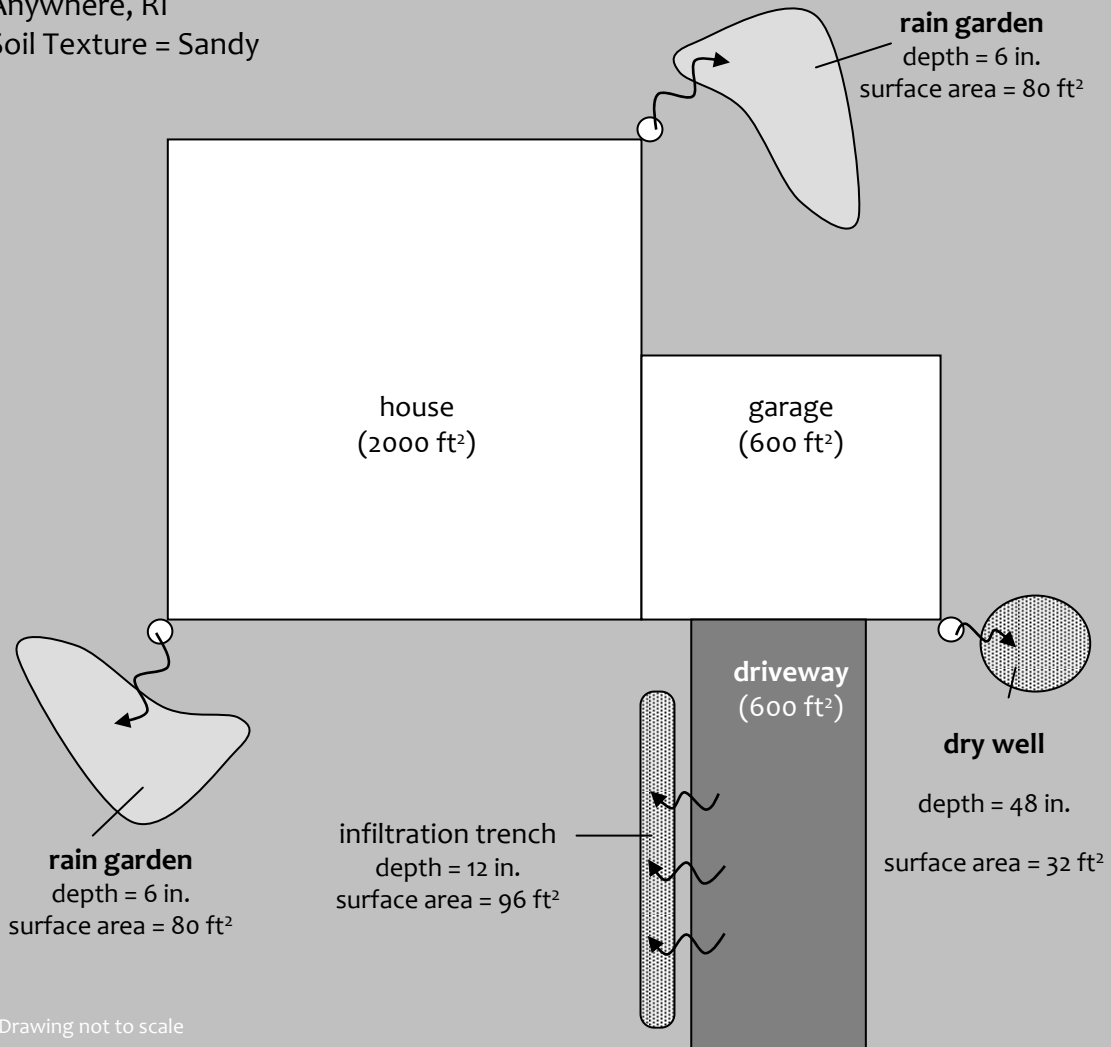 Anywhere, RI
Soil Texture = Sandy
rain garden
depth = 6 in.
surface area = 80 ft²
house
(2000 ft²)
garage
(600 ft²)
driveway
(600 ft²)
dry well
depth = 48 in.
surface area = 32 ft²
infiltration trench
depth = 12 in.
surface area = 96 ft²
rain garden
depth = 6 in.
surface area = 80 ft²
Drawing not to scale